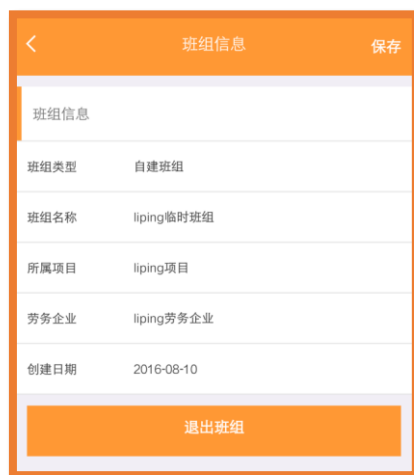 班组信息 保存
班组信息
班组类型 自建班组
班组名称 liping临时班组
所属项目 liping项目
劳务企业 liping劳务企业
创建日期 2016-08-10
退出班组